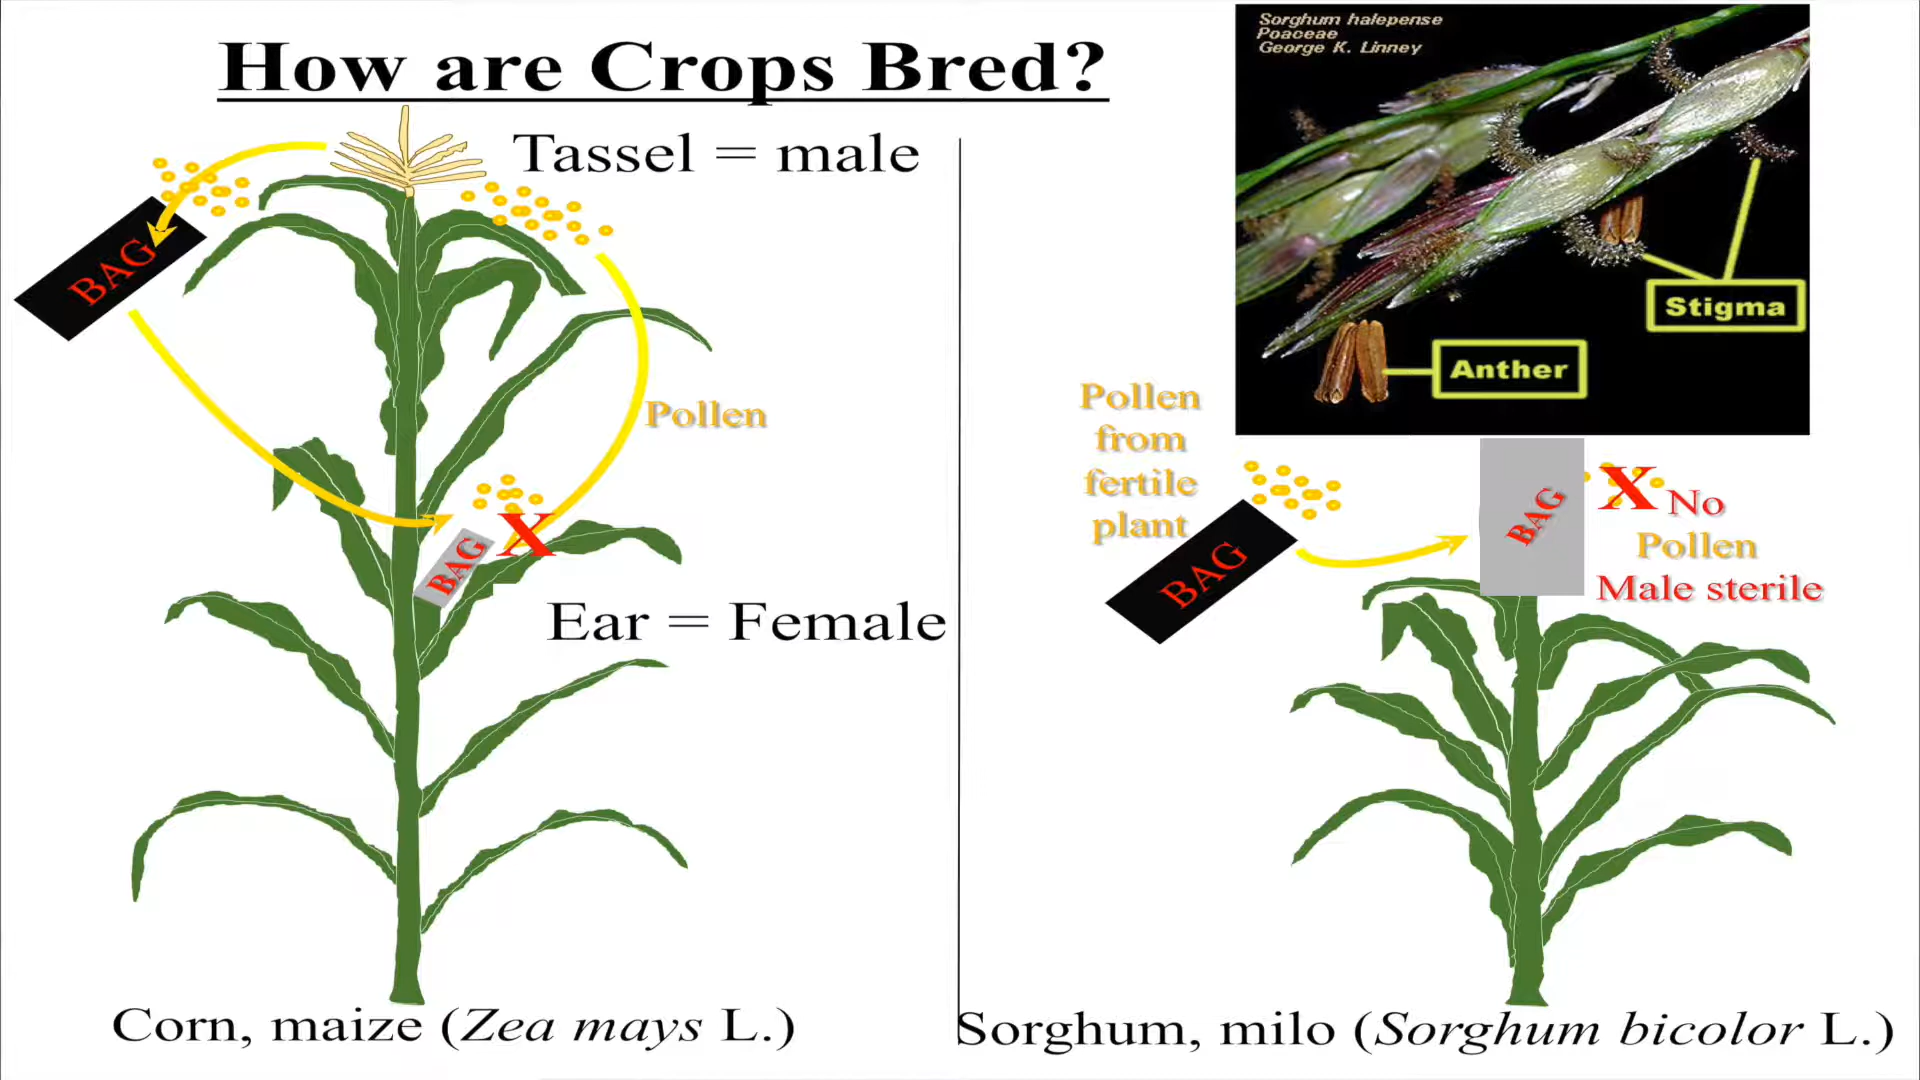 How are Crops Bred?
Tassel = male
BAG
Pollen
X
BAG
Ear = Female
Corn, maize (Zea mays L.)
Sorghum halepense
Poaceae
George K. Linney
Stigma
Anther
Pollen
from
fertile
plant
BAG
BAG
X No
Pollen
Male sterile
Sorghum, milo (Sorghum bicolor L.)